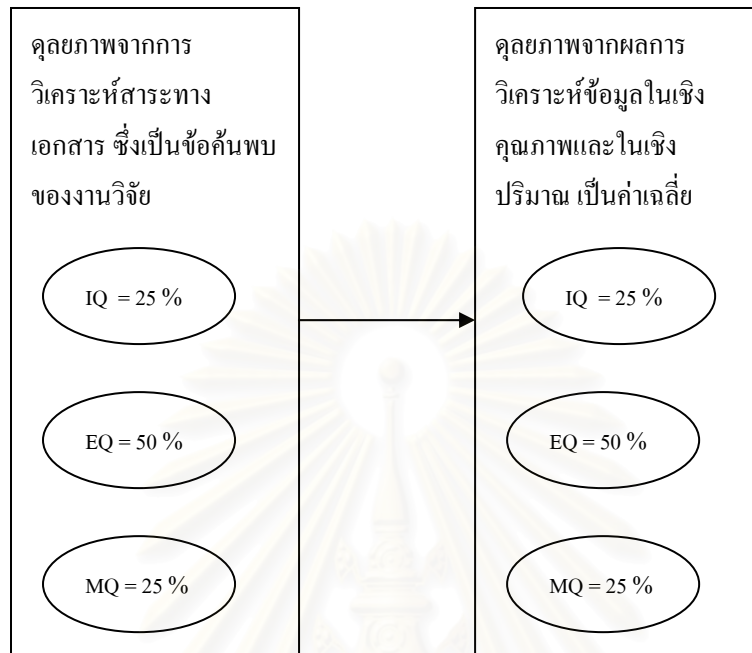 ดุลยภาพจากการ
วิเคราะห์สาระทาง
เอกสาร ซึ่งเป็นข้อค้นพบ
ของงานวิจัย
IQ = 25 %
EQ = 50 %
MQ = 25 %
ดุลยภาพจากผลการ
วิเคราะห์ข้อมูลในเชิง
คุณภาพและในเชิง
ปริมาณ เป็นค่าเฉลี่ย
IQ = 25 %
EQ = 50 %
MQ = 25 %